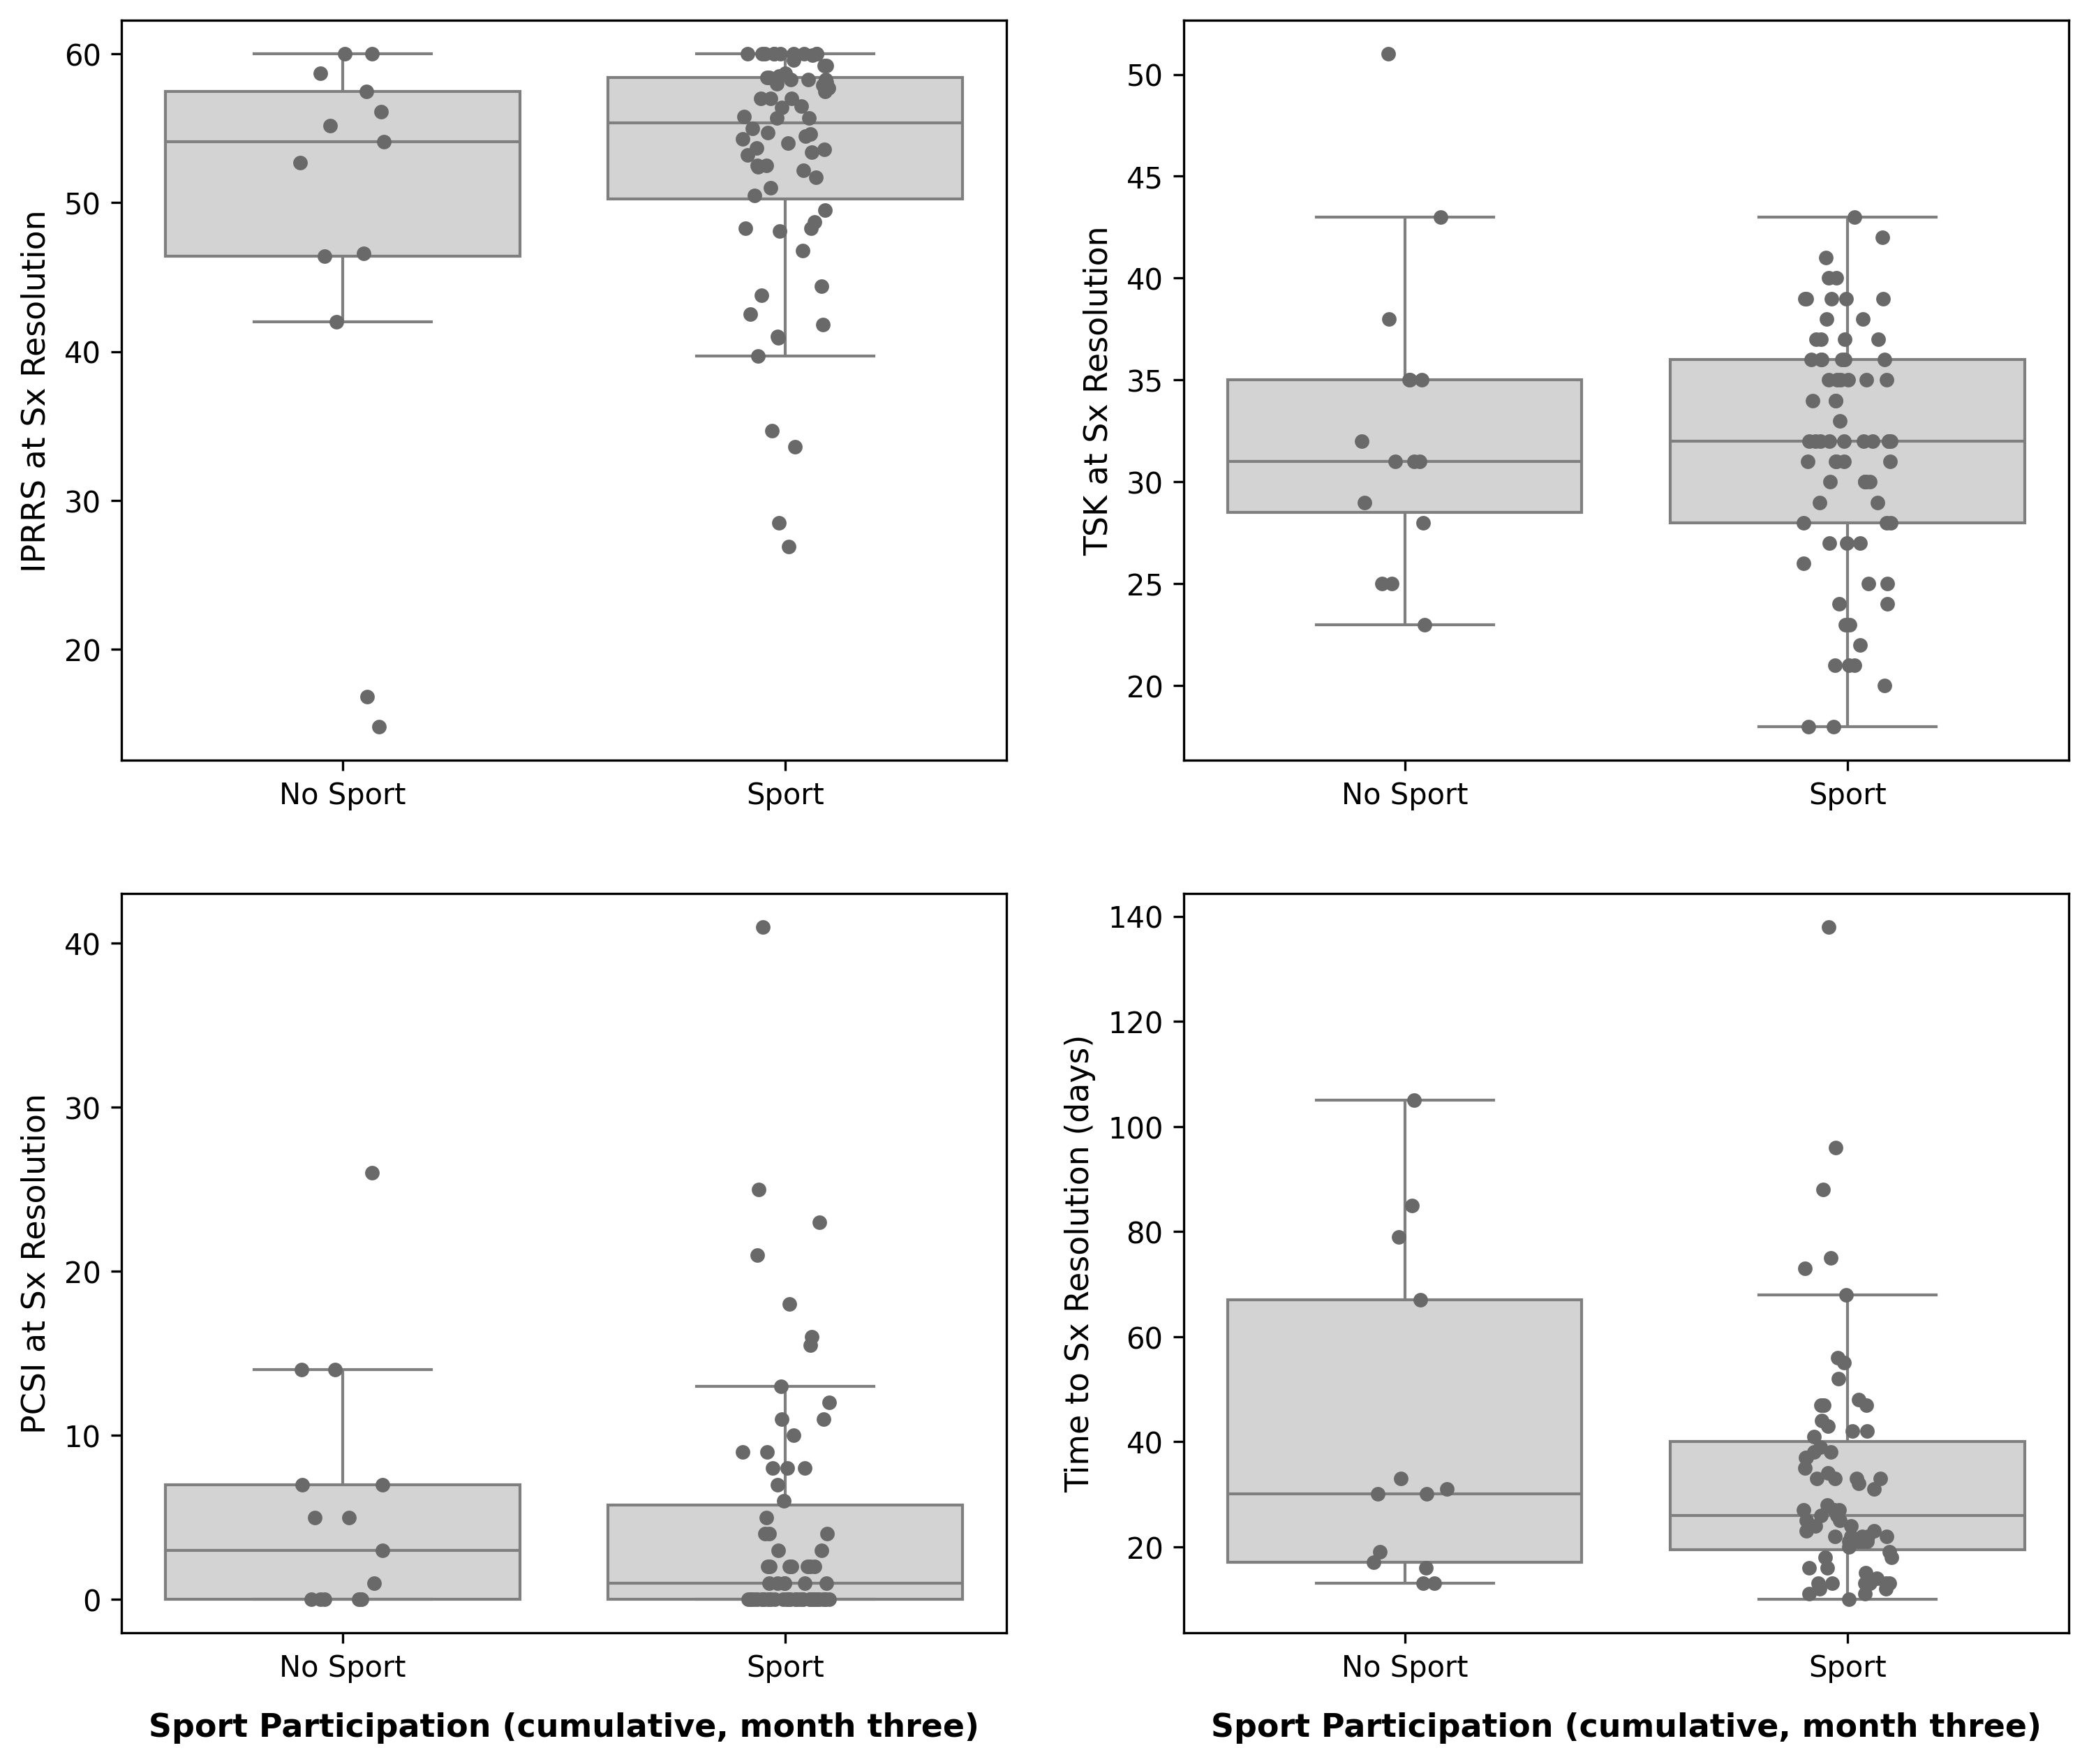 IPRRS at Sx Resolution
60
50
40
30
20
No Sport
Sport
TSK at Sx Resolution
50
45
40
35
30
25
20
No Sport
Sport
PCSI at Sx Resolution
40
30
20
10
0
No Sport
Sport
Sport Participation (cumulative, month three)
Time to Sx Resolution (days)
140
120
100
80
60
40
20
No Sport
Sport
Sport Participation (cumulative, month three)